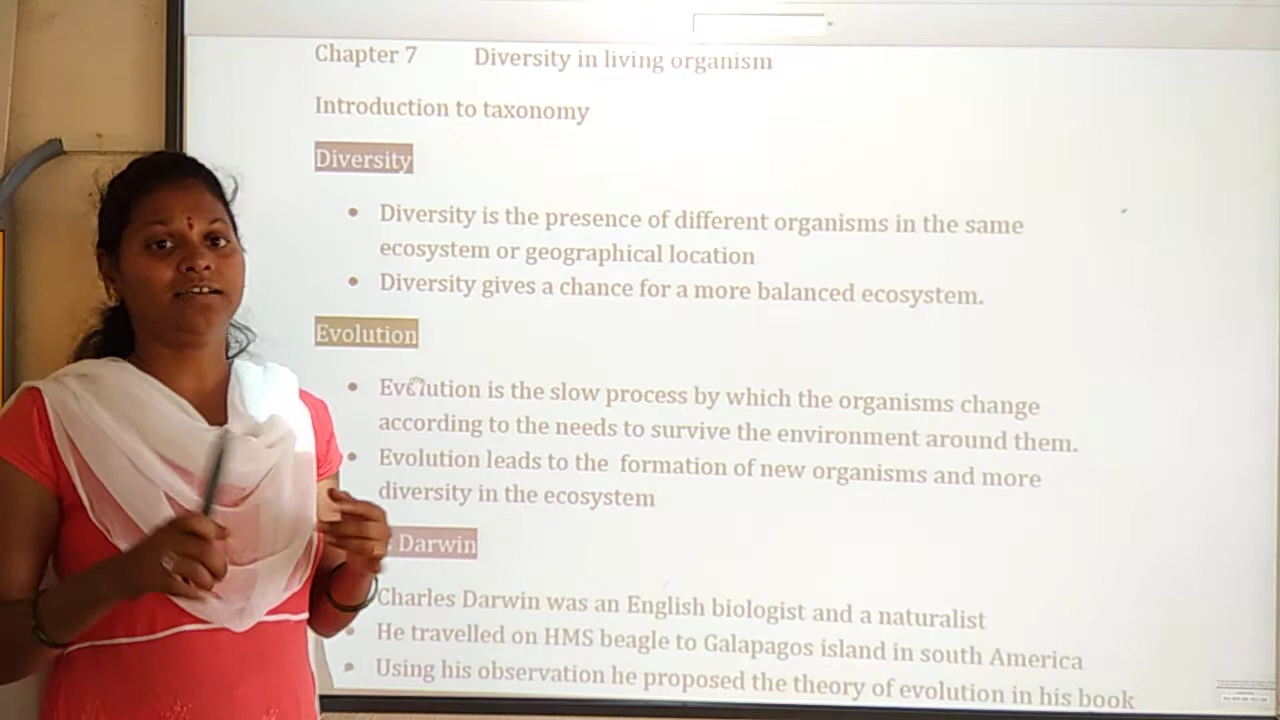 Chapter 7 Diversity in living organism
Introduction to taxonomy
Diversity
• Diversity is the presence of different organisms in the same
ecosystem or geographical location
• Diversity gives a chance for a more balanced ecosystem.
Evolution
• Evolution is the slow process by which the organisms change
according to the needs to survive the environment around them.
• Evolution leads to the formation of new organisms and more
diversity in the ecosystem
Darwin
Charles Darwin was an English biologist and a naturalist
• He travelled on HMS beagle to Galapagos island in south America
• Using his observation he proposed the theory of evolution in his book